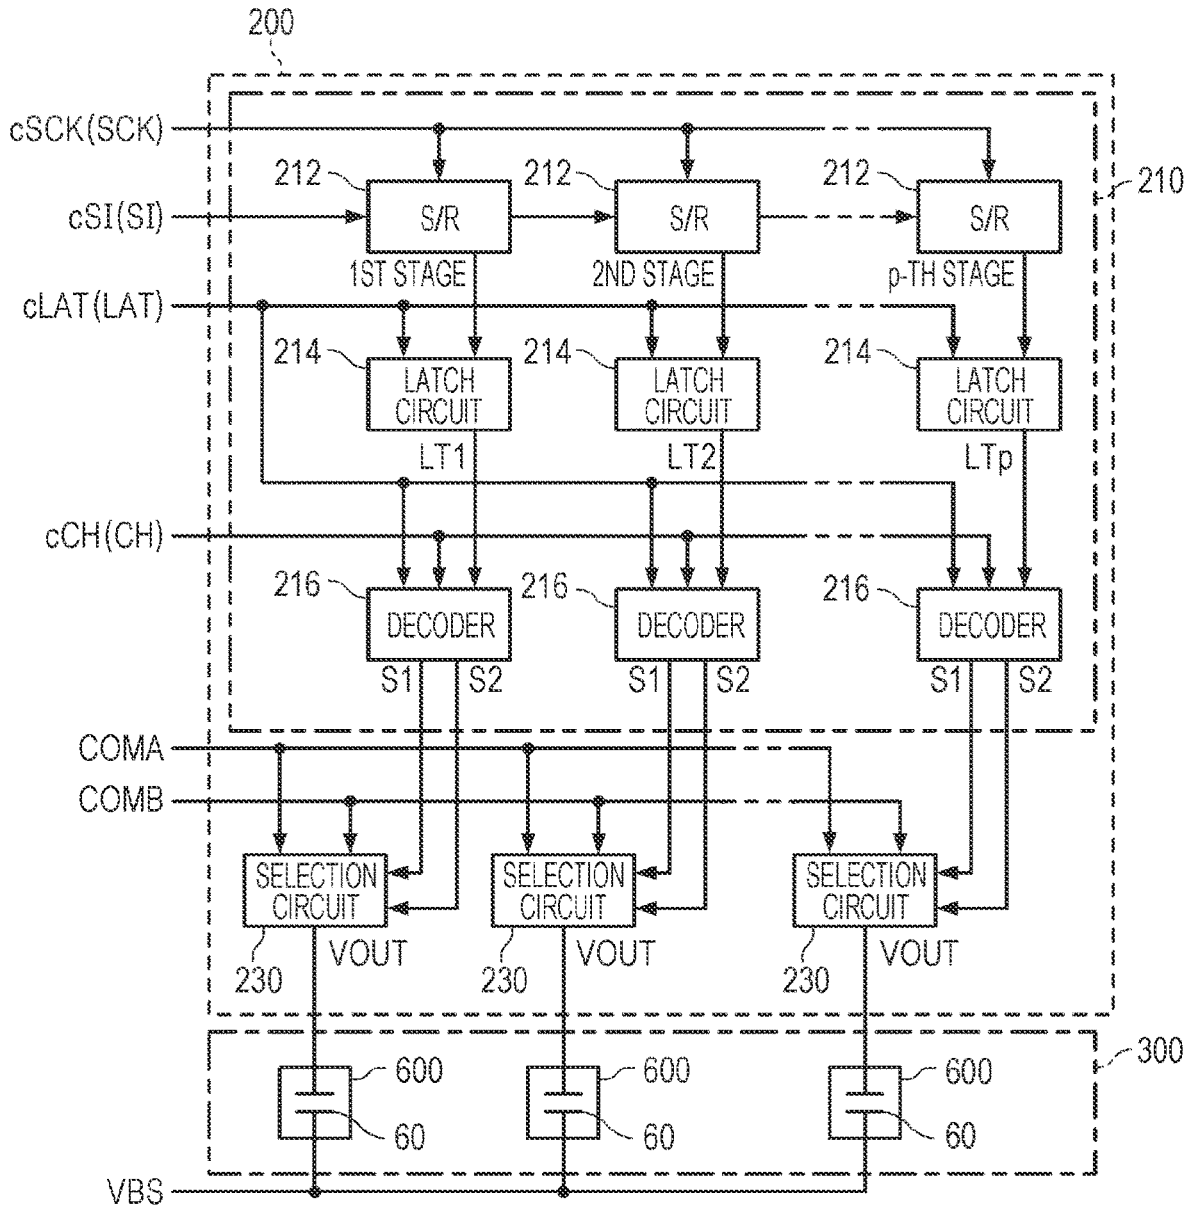 200
cSCK(SCK)
212 212 212 210
S/R S/R S/R
cSI(SI)
1ST STAGE 2ND STAGE p-TH STAGE
cLAT(LAT)
214 214 214
LATCH CIRCUIT LATCH CIRCUIT LATCH CIRCUIT
LT1 LT2 LTp
cCH(CH)
216 216 216
DECODER DECODER DECODER
S1 S2 S1 S2 S1 S2
COMA
COMB
SELECTION CIRCUIT SELECTION CIRCUIT SELECTION CIRCUIT
VOUT VOUT VOUT
230 230 230
300
600 600 600
60 60 60
VBS